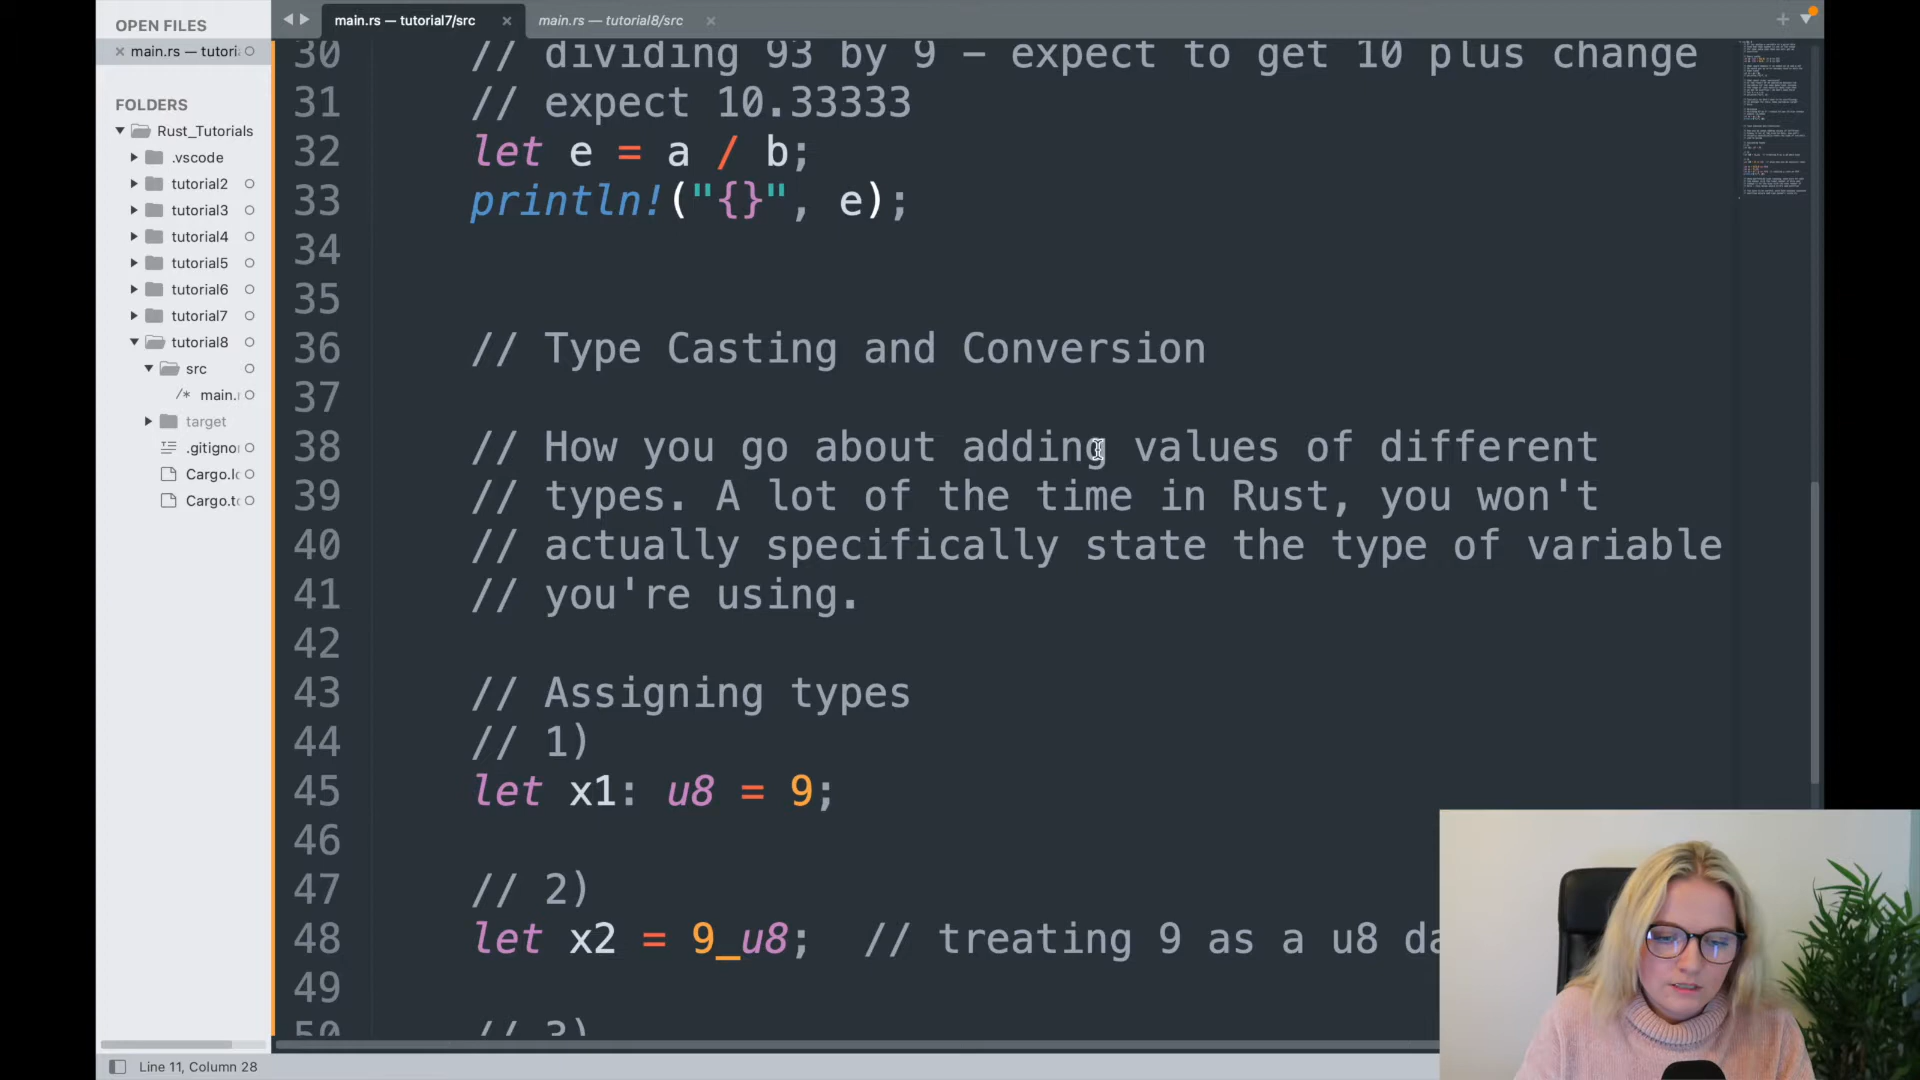 OPEN FILES
main.rs — tutori
FOLDERS
Rust_Tutorials
.vscode
tutorial2
tutorial3
tutorial4
tutorial5
tutorial6
tutorial7
tutorial8
src
/* main.
target
.gitigno
Cargo.l
Cargo.t
main.rs — tutorial7/src
main.rs — tutorial8/src
30 // dividing 93 by 9 – expect to get 10 plus change
31 // expect 10.33333
32 let e = a / b;
33 println!("{}", e);
34
35
36 // Type Casting and Conversion
37
38 // How you go about adding values of different
39 // types. A lot of the time in Rust, you won't
40 // actually specifically state the type of variable
41 // you're using.
42
43 // Assigning types
44 // 1)
45 let x1: u8 = 9;
46
47 // 2)
48 let x2 = 9_u8; // treating 9 as a u8 da
49
50 // 3)
Line 11, Column 28